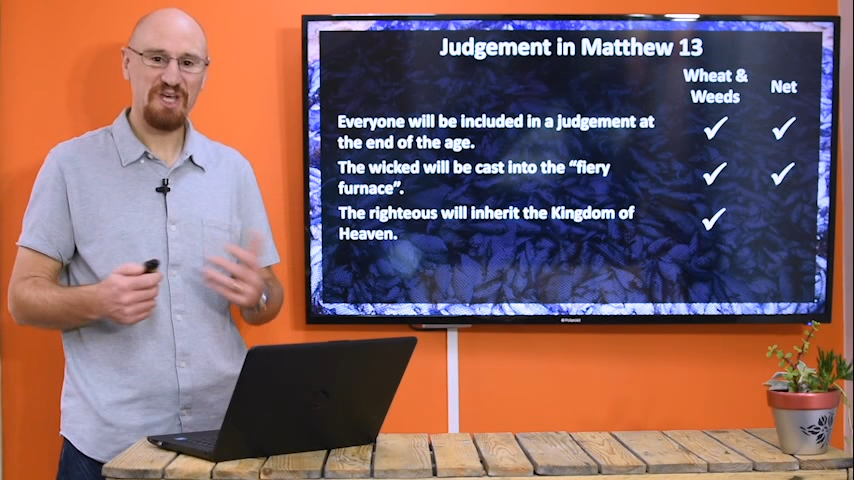 Judgement in Matthew 13
Wheat &
Weeds
Net
Everyone will be included in a judgement at
the end of the age.
✓ ✓
The wicked will be cast into the “fiery
furnace”.
✓ ✓
The righteous will inherit the Kingdom of
Heaven.
✓
Polaroid